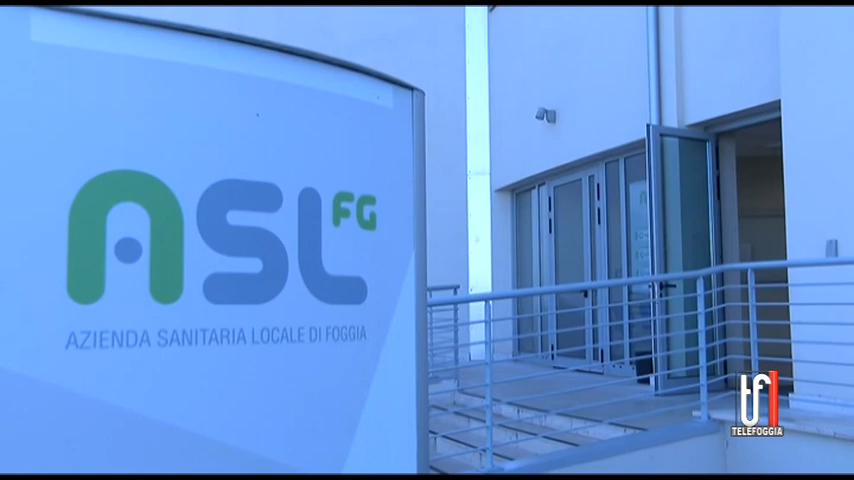 ASL FG
AZIENDA SANITARIA LOCALE DI FOGGIA
tf
TELEFOGGIA